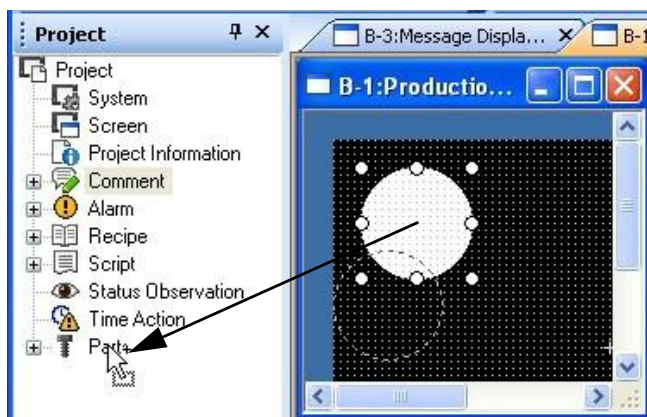 Project
B-3:Message Displa...
B-1
Project
System
Screen
Project Information
Comment
Alarm
Recipe
Script
Status Observation
Time Action
B-1:Productio...